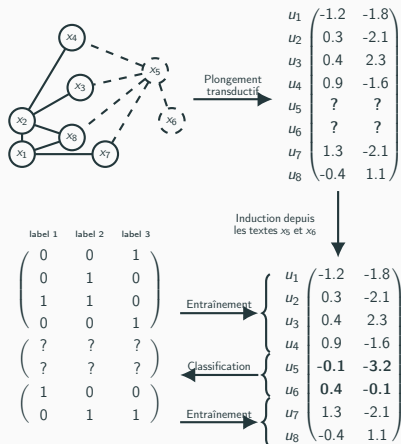 x4
x5
x3
x6
x2
x8
x1
x7
Plongement
transductif
u1 -1.2 -1.8
u2 0.3 -2.1
u3 0.4 2.3
u4 0.9 -1.6
u5 ? ?
u6 ? ?
u7 1.3 -2.1
u8 -0.4 1.1
Induction depuis
les textes x5 et x6
label 1 label 2 label 3
0 0 1
0 1 0
1 1 0
0 0 1
? ? ?
? ? ?
1 0 0
0 1 1
Entraînement
Classification
Entraînement
u1 -1.2 -1.8
u2 0.3 -2.1
u3 0.4 2.3
u4 0.9 -1.6
u5 -0.1 -3.2
u6 0.4 -0.1
u7 1.3 -2.1
u8 -0.4 1.1